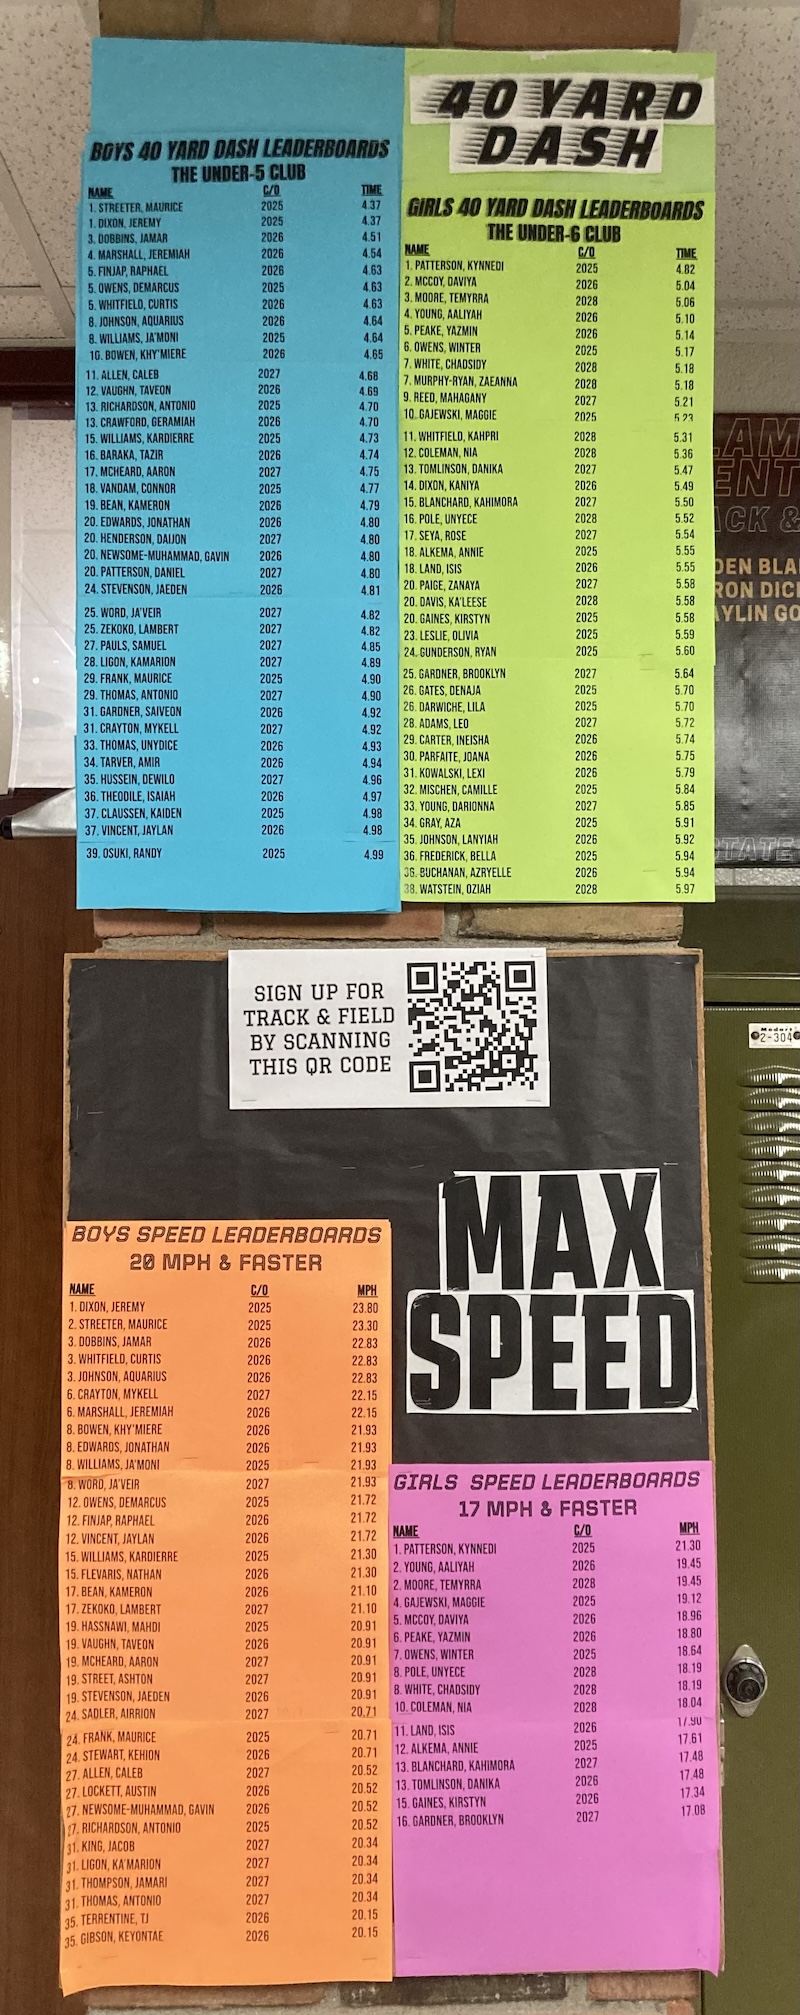 40 YARD
DASH
BOYS 40 YARD DASH LEADERBOARDS
THE UNDER-5 CLUB
NAME C/O TIME
1. STREETER, MAURICE 2025 4.37
1. DIXON, JEREMY 2025 4.37
3. DOBBINS, JAMAR 2026 4.51
4. MARSHALL, JEREMIAH 2026 4.54
5. FINJAP, RAPHAEL 2026 4.63
5. OWENS, DEMARCUS 2025 4.63
5. WHITFIELD, CURTIS 2026 4.63
8. JOHNSON, AQUARIUS 2026 4.64
8. WILLIAMS, JA'MONI 2025 4.64
10. BOWEN, KHY'MIERE 2026 4.65
11. ALLEN, CALEB 2027 4.68
12. VAUGHN, TAVEON 2026 4.69
13. RICHARDSON, ANTONIO 2025 4.70
13. CRAWFORD, GERAMIAH 2026 4.70
15. WILLIAMS, KARDIERRE 2025 4.73
16. BARAKA, TAZIR 2026 4.74
17. MCHEARD, AARON 2027 4.75
18. VANDAM, CONNOR 2025 4.77
19. BEAN, KAMERON 2026 4.79
20. EDWARDS, JONATHAN 2026 4.80
20. HENDERSON, DAIJON 2027 4.80
20. NEWSOME-MUHAMMAD, GAVIN 2026 4.80
20. PATTERSON, DANIEL 2027 4.80
24. STEVENSON, JAEDEN 2026 4.81
25. WORD, JA'VEIR 2027 4.82
25. ZEKOKO, LAMBERT 2027 4.82
27. PAULS, SAMUEL 2027 4.85
28. LIGON, KAMARION 2027 4.89
29. FRANK, MAURICE 2025 4.90
29. THOMAS, ANTONIO 2027 4.90
31. GARDNER, SAIVEON 2026 4.92
31. CRAYTON, MYKELL 2027 4.92
33. THOMAS, UNYDICE 2026 4.93
34. TARVER, AMIR 2026 4.94
35. HUSSEIN, DEWILO 2027 4.96
36. THEODILE, ISAIAH 2026 4.97
37. CLAUSSEN, KAIDEN 2025 4.98
37. VINCENT, JAYLAN 2026 4.98
39. OSUKI, RANDY 2025 4.99
GIRLS 40 YARD DASH LEADERBOARDS
THE UNDER-6 CLUB
NAME C/O TIME
1. PATTERSON, KYNNEDI 2025 4.82
2. MCCOY, DAVIYA 2026 5.04
3. MOORE, TEMYRRA 2028 5.06
4. YOUNG, AALIYAH 2026 5.10
5. PEAKE, YAZMIN 2026 5.14
6. OWENS, WINTER 2025 5.17
7. WHITE, CHADSIDY 2028 5.18
7. MURPHY-RYAN, ZAEANNA 2028 5.18
9. REED, MAHAGANY 2027 5.21
10. GAJEWSKI, MAGGIE 2025 5.23
11. WHITFIELD, KAHPRI 2028 5.31
12. COLEMAN, NIA 2028 5.36
13. TOMLINSON, DANIKA 2027 5.47
14. DIXON, KANIYA 2026 5.49
15. BLANCHARD, KAHIMORA 2027 5.50
16. POLE, UNYECE 2028 5.52
17. SEYA, ROSE 2027 5.54
18. ALKEMA, ANNIE 2025 5.55
18. LAND, ISIS 2026 5.55
20. PAIGE, ZANAYA 2027 5.58
20. DAVIS, KA'LEESE 2028 5.58
20. GAINES, KIRSTYN 2025 5.58
23. LESLIE, OLIVIA 2025 5.59
24. GUNDERSON, RYAN 2025 5.60
25. GARDNER, BROOKLYN 2027 5.64
26. GATES, DENAJA 2025 5.70
26. DARWICHE, LILA 2025 5.70
28. ADAMS, LEO 2027 5.72
29. CARTER, INEISHA 2026 5.74
30. PARFAITE, JOANA 2026 5.76
31. KOWALSKI, LEXI 2026 5.79
32. MISCHEN, CAMILLE 2025 5.84
33. YOUNG, DARIONNA 2027 5.85
34. GRAY, AZA 2025 5.91
35. JOHNSON, LANYIAH 2026 5.92
36. FREDERICK, BELLA 2025 5.94
36. BUCHANAN, AZRYELLE 2026 5.94
38. WATSTEIN, OZIAH 2028 5.97
SIGN UP FOR
TRACK & FIELD
BY SCANNING
THIS QR CODE
2-304
MAX
SPEED
BOYS SPEED LEADERBOARDS
20 MPH & FASTER
NAME C/O MPH
1. DIXON, JEREMY 2025 23.80
2. STREETER, MAURICE 2025 23.30
3. DOBBINS, JAMAR 2026 22.83
3. WHITFIELD, CURTIS 2026 22.83
3. JOHNSON, AQUARIUS 2026 22.83
6. CRAYTON, MYKELL 2027 22.15
6. MARSHALL, JEREMIAH 2026 22.15
8. BOWEN, KHY'MIERE 2026 21.93
8. EDWARDS, JONATHAN 2026 21.93
8. WILLIAMS, JA'MONI 2025 21.93
8. WORD, JA'VEIR 2027 21.93
12. OWENS, DEMARCUS 2025 21.72
12. FINJAP, RAPHAEL 2026 21.72
12. VINCENT, JAYLAN 2026 21.72
15. WILLIAMS, KARDIERRE 2025 21.30
15. FLEVARIS, NATHAN 2026 21.30
17. BEAN, KAMERON 2026 21.10
17. ZEKOKO, LAMBERT 2027 21.10
19. HASSNAWI, MAHDI 2025 20.91
19. VAUGHN, TAVEON 2026 20.91
19. MCHEARD, AARON 2027 20.91
19. STREET, ASHTON 2027 20.91
19. STEVENSON, JAEDEN 2026 20.91
24. SADLER, AIRRION 2026 20.71
24. FRANK, MAURICE 2025 20.71
24. STEWART, KEHION 2026 20.71
27. ALLEN, CALEB 2027 20.52
27. LOCKETT, AUSTIN 2026 20.52
27. NEWSOME-MUHAMMAD, GAVIN 2026 20.52
27. RICHARDSON, ANTONIO 2025 20.52
31. KING, JACOB 2027 20.34
31. LIGON, KA'MARION 2027 20.34
31. THOMPSON, JAMARI 2027 20.34
31. THOMAS, ANTONIO 2027 20.34
35. TERRENTINE, TJ 2026 20.15
35. GIBSON, KEYONTAE 2026 20.15
GIRLS SPEED LEADERBOARDS
17 MPH & FASTER
NAME C/O MPH
1. PATTERSON, KYNNEDI 2025 21.30
2. YOUNG, AALIYAH 2026 19.45
2. MOORE, TEMYRRA 2028 19.45
4. GAJEWSKI, MAGGIE 2025 19.12
5. MCCOY, DAVIYA 2026 18.96
6. PEAKE, YAZMIN 2026 18.80
7. OWENS, WINTER 2025 18.64
8. POLE, UNYECE 2028 18.19
8. WHITE, CHADSIDY 2028 18.19
10. COLEMAN, NIA 2028 18.04
11. LAND, ISIS 2026 17.90
12. ALKEMA, ANNIE 2025 17.61
13. BLANCHARD, KAHIMORA 2027 17.48
13. TOMLINSON, DANIKA 2026 17.48
15. GAINES, KIRSTYN 2026 17.34
16. GARDNER, BROOKLYN 2027 17.08